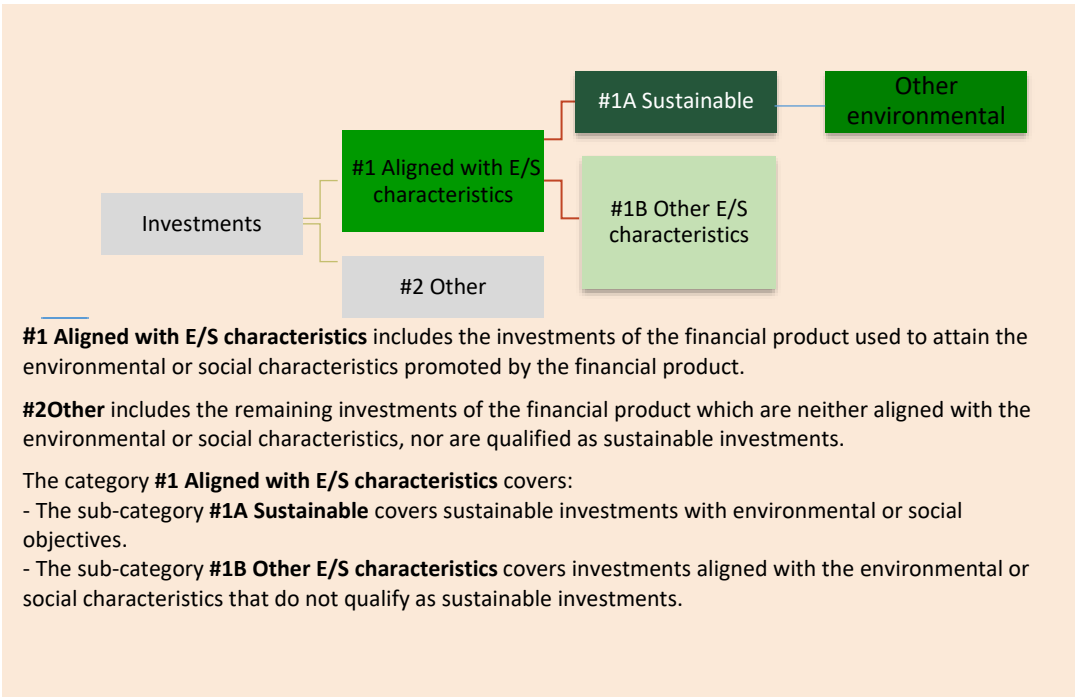 #1A Sustainable
Other
environmental
#1 Aligned with E/S
characteristics
#1B Other E/S
characteristics
Investments
#2 Other
#1 Aligned with E/S characteristics includes the investments of the financial product used to attain the
environmental or social characteristics promoted by the financial product.
#2Other includes the remaining investments of the financial product which are neither aligned with the
environmental or social characteristics, nor are qualified as sustainable investments.
The category #1 Aligned with E/S characteristics covers:
- The sub-category #1A Sustainable covers sustainable investments with environmental or social
objectives.
- The sub-category #1B Other E/S characteristics covers investments aligned with the environmental or
social characteristics that do not qualify as sustainable investments.